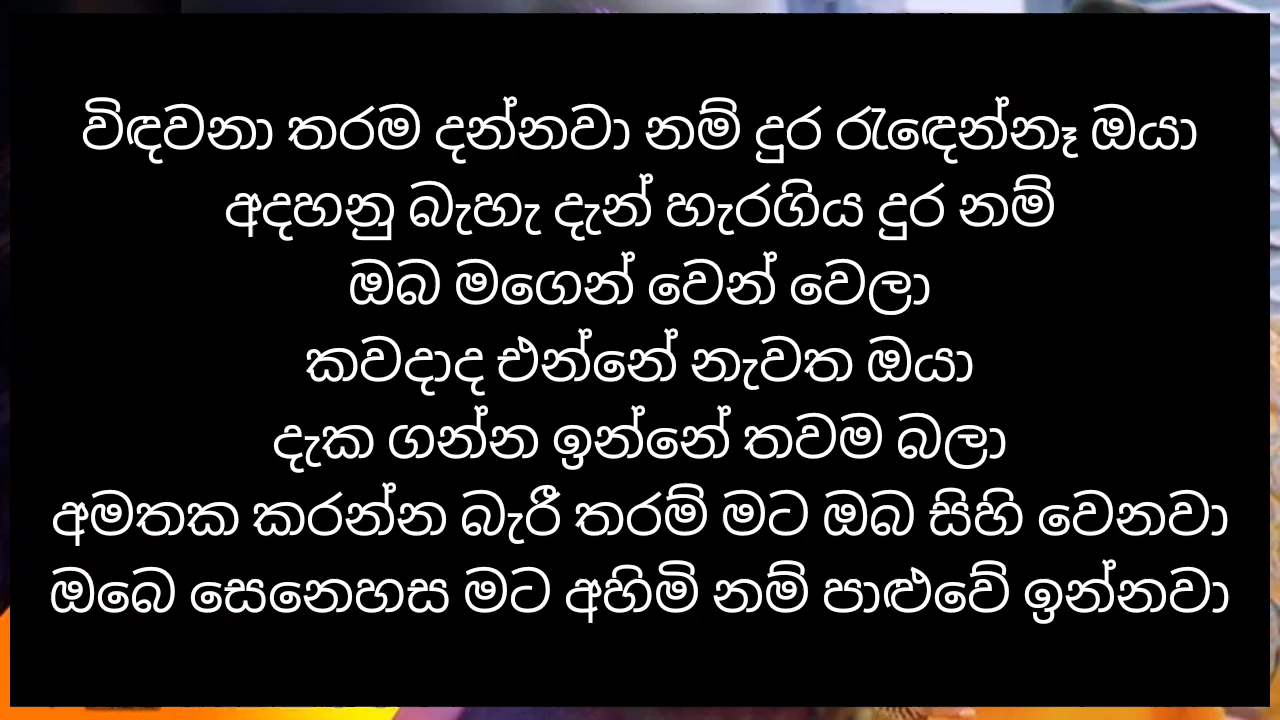 විඳවනා තරම දන්නවා නම් දුර රැඳෙන්නෑ ඔයා
අදහනු බැහැ දැන් හැරගිය දුර නම්
ඔබ මගෙන් වෙන් වෙලා
කවදාද එන්නේ නැවත ඔයා
දැක ගන්න ඉන්නේ තවම බලා
අමතක කරන්න බැරී තරම් මට ඔබ සිහි වෙනවා
ඔබෙ සෙනෙහස මට අහිමි නම් පාළුවේ ඉන්නවා